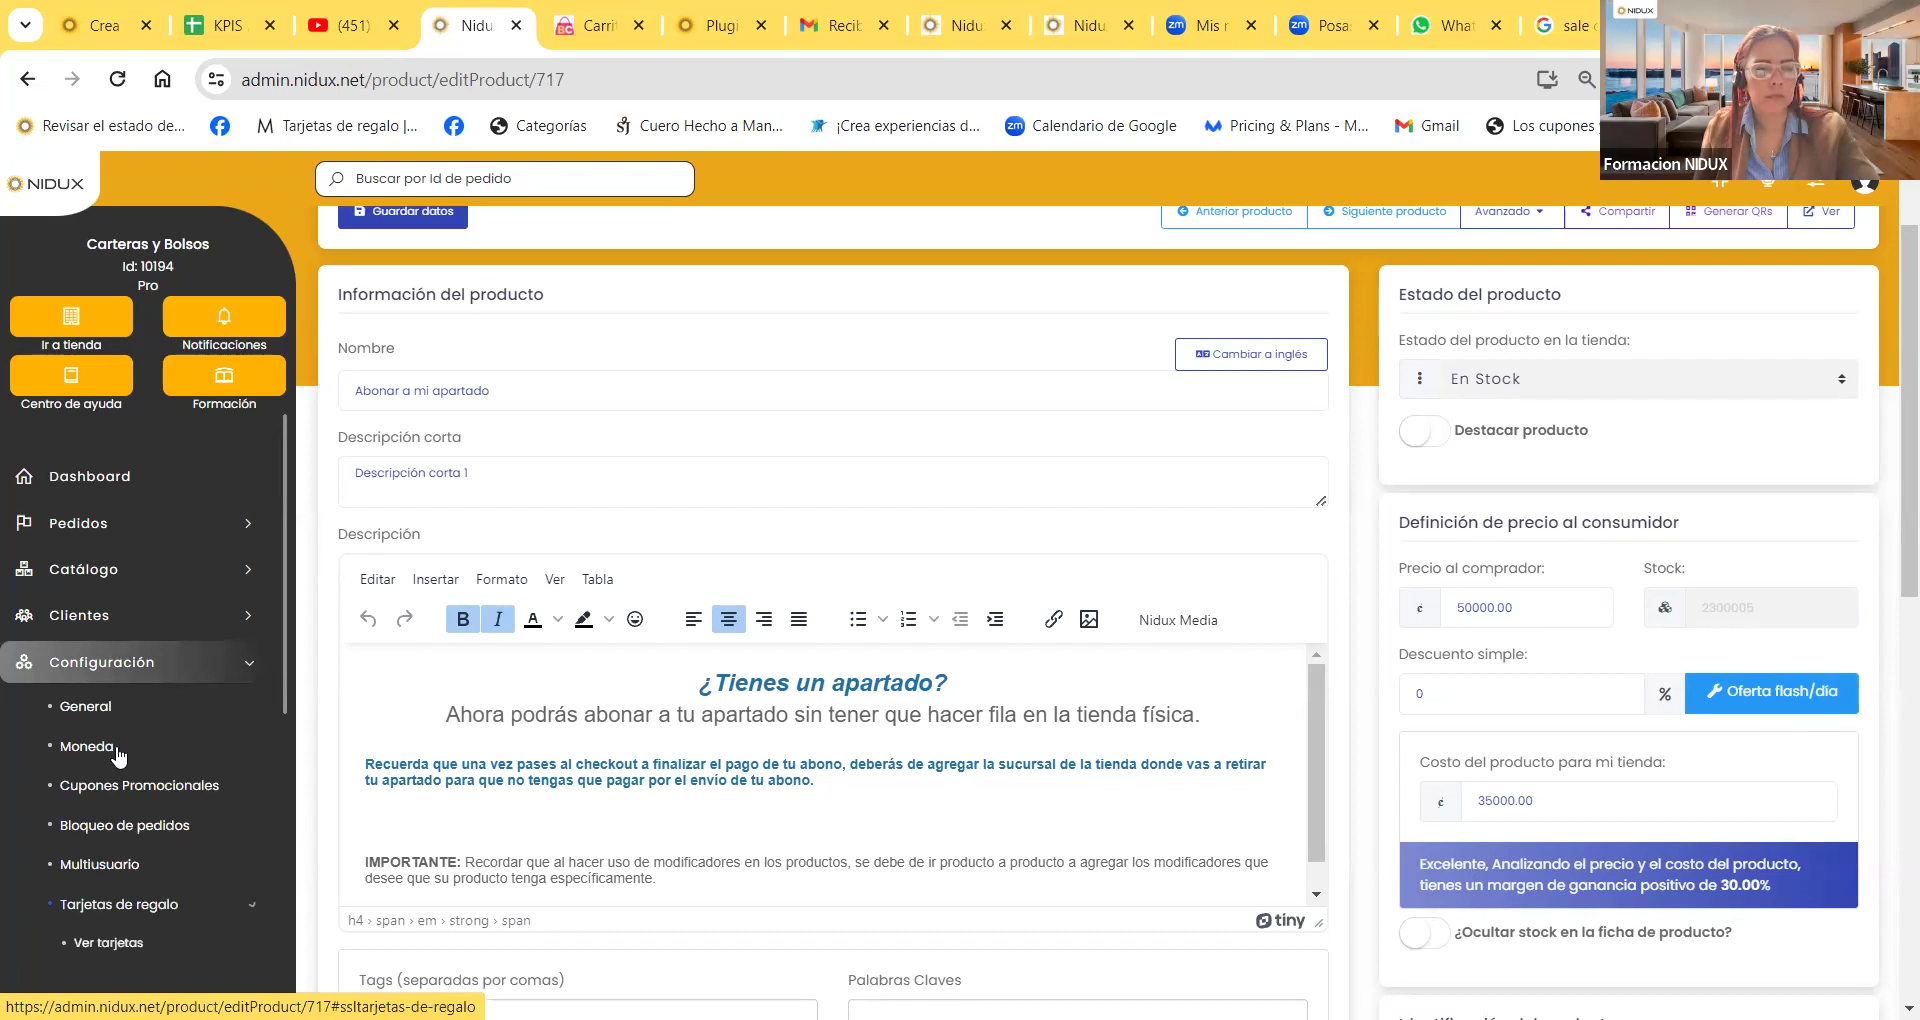 Crea
KPIS
(451)
Nidu
Carri
Plugi
Recib
Nidu
Nidu
Mis r
Posa
What
sale
admin.nidux.net/product/editProduct/717
Revisar el estado de...
Tarjetas de regalo |...
Categorías
Cuero Hecho a Man...
¡Crea experiencias d...
Calendario de Google
Pricing & Plans - M...
Gmail
Los cupones
NIDUX
Formacion NIDUX
NIDUX
Buscar por Id de pedido
Guardar datos
Anterior producto
Siguiente producto
Avanzado
Compartir
Generar QRs
Ver
Carteras y Bolsos
Id: 10194
Pro
Ir a tienda
Notificaciones
Centro de ayuda
Formación
Dashboard
Pedidos
Catálogo
Clientes
Configuración
General
Moneda
Cupones Promocionales
Bloqueo de pedidos
Multiusuario
Tarjetas de regalo
Ver tarjetas
Información del producto
Nombre
Cambiar a inglés
Abonar a mi apartado
Descripción corta
Descripción corta 1
Descripción
Editar Insertar Formato Ver Tabla
B I A
Nidux Media
¿Tienes un apartado?
Ahora podrás abonar a tu apartado sin tener que hacer fila en la tienda física.
Recuerda que una vez pases al checkout a finalizar el pago de tu abono, deberás de agregar la sucursal de la tienda donde vas a retirar
tu apartado para que no tengas que pagar por el envío de tu abono.
IMPORTANTE: Recordar que al hacer uso de modificadores en los productos, se debe de ir producto a producto a agregar los modificadores que
desee que su producto tenga específicamente.
h4 › span › em › strong › span
tiny
Tags (separadas por comas)
Palabras Claves
Estado del producto
Estado del producto en la tienda:
En Stock
Destacar producto
Definición de precio al consumidor
Precio al comprador:
Stock:
¢ 50000.00
2300005
Descuento simple:
0 %
Oferta flash/día
Costo del producto para mi tienda:
¢ 35000.00
Excelente, Analizando el precio y el costo del producto,
tienes un margen de ganancia positivo de 30.00%
¿Ocultar stock en la ficha de producto?
https://admin.nidux.net/product/editProduct/717#ssltarjetas-de-regalo